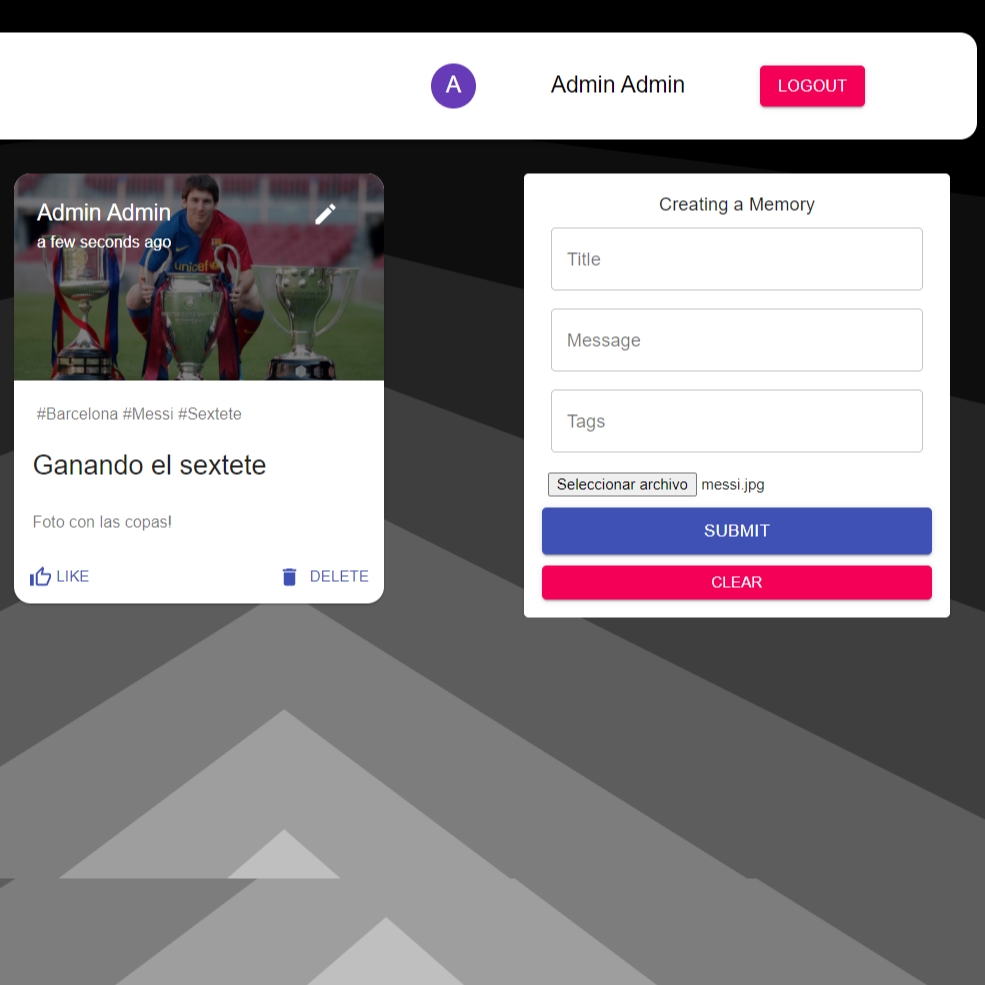 A
Admin Admin
LOGOUT
Admin Admin
a few seconds ago
unicef
#Barcelona #Messi #Sextete
Ganando el sextete
Foto con las copas!
LIKE
DELETE
Creating a Memory
Title
Message
Tags
Seleccionar archivo messi.jpg
SUBMIT
CLEAR